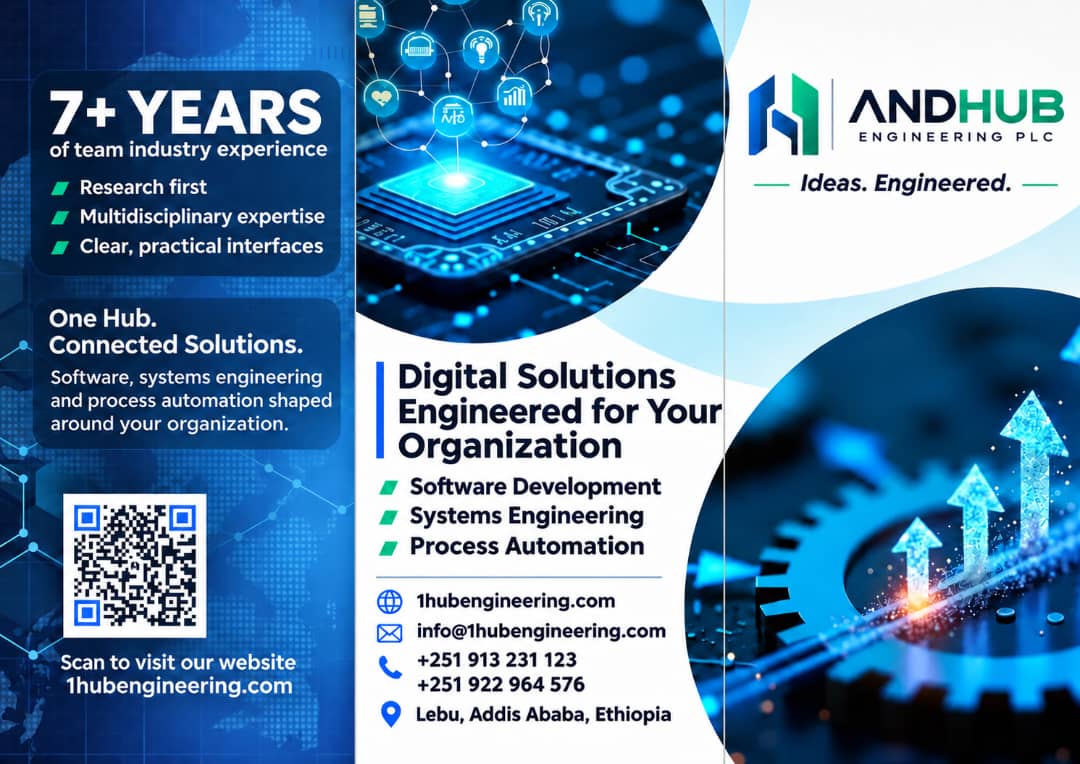 7+ YEARS
of team industry experience
Research first
Multidisciplinary expertise
Clear, practical interfaces
One Hub.
Connected Solutions.
Software, systems engineering
and process automation shaped
around your organization.
Scan to visit our website
1hubengineering.com
Digital Solutions
Engineered for Your
Organization
Software Development
Systems Engineering
Process Automation
1hubengineering.com
info@1hubengineering.com
+251 913 231 123
+251 922 964 576
Lebu, Addis Ababa, Ethiopia
ANDHUB
ENGINEERING PLC
Ideas. Engineered.